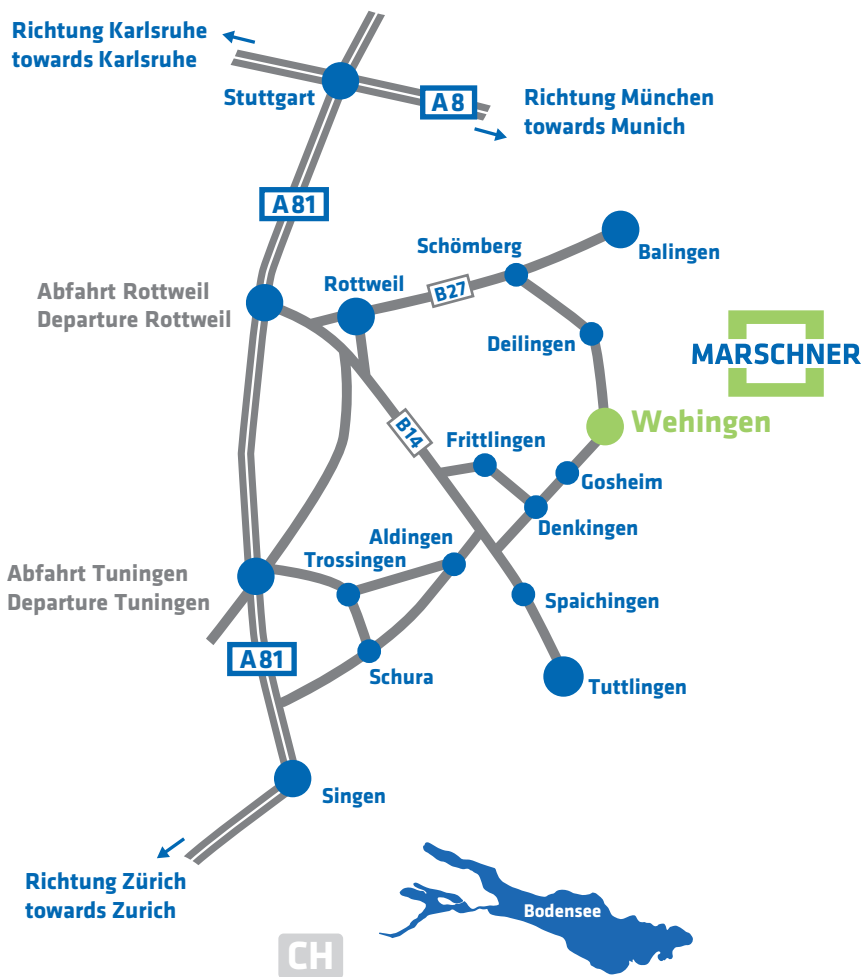 Richtung Karlsruhe
towards Karlsruhe
Stuttgart
A8
Richtung München
towards Munich
A81
Schömberg
Balingen
Rottweil
B27
Abfahrt Rottweil
Departure Rottweil
Deilingen
MARSCHNER
B14
Frittlingen
Wehingen
Gosheim
Denkingen
Aldingen
Trossingen
Abfahrt Tuningen
Departure Tuningen
Spaichingen
A81
Schura
Tuttlingen
Singen
Richtung Zürich
towards Zurich
Bodensee
CH